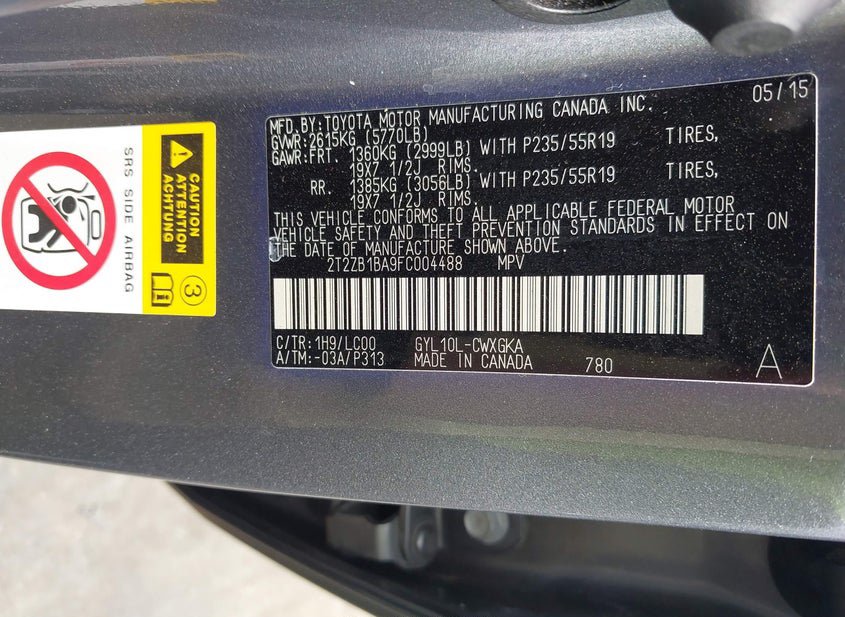 05/15
MFD.BY:TOYOTA MOTOR MANUFACTURING CANADA INC.
GVWR:2615KG (5770LB)
GAWR:FRT. 1360KG (2999LB) WITH P235/55R19 TIRES,
19X7 1/2J RIMS.
RR. 1385KG (3056LB) WITH P235/55R19 TIRES,
19X7 1/2J RIMS.
THIS VEHICLE CONFORMS TO ALL APPLICABLE FEDERAL MOTOR
VEHICLE SAFETY AND THEFT PREVENTION STANDARDS IN EFFECT ON
THE DATE OF MANUFACTURE SHOWN ABOVE.
2T2ZB1BA9FC004488 MPV
C/TR:1H9/LC00 GYL10L-CWXGKA
A/TM:-03A/P313 MADE IN CANADA 780 A
CAUTION
ATTENTION
ACHTUNG
3
SRS SIDE AIRBAG